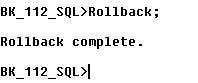 BK_112_SQL>Rollback;
Rollback complete.
BK_112_SQL>